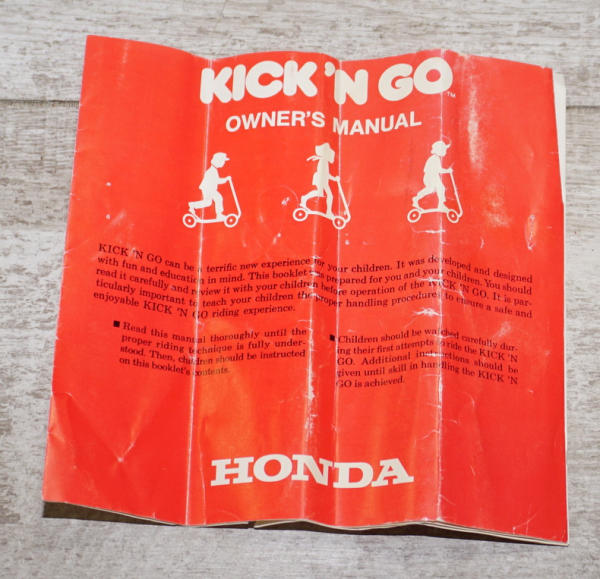 KICK 'N GO™
OWNER'S MANUAL
KICK 'N GO can be a terrific new experience for your children. It was developed and designed
with fun and education in mind. This booklet was prepared for you and your children. You should
read it carefully and review it with your children before operation of the KICK 'N GO. It is par-
ticularly important to teach your children the proper handling procedures to ensure a safe and
enjoyable KICK 'N GO riding experience.
■ Read this manual thoroughly until the
proper riding technique is fully under-
stood. Then, children should be instructed
on this booklet's contents.
■ Children should be watched carefully dur-
ing their first attempts to ride the KICK 'N
GO. Additional instructions should be
given until skill in handling the KICK 'N
GO is achieved.
HONDA